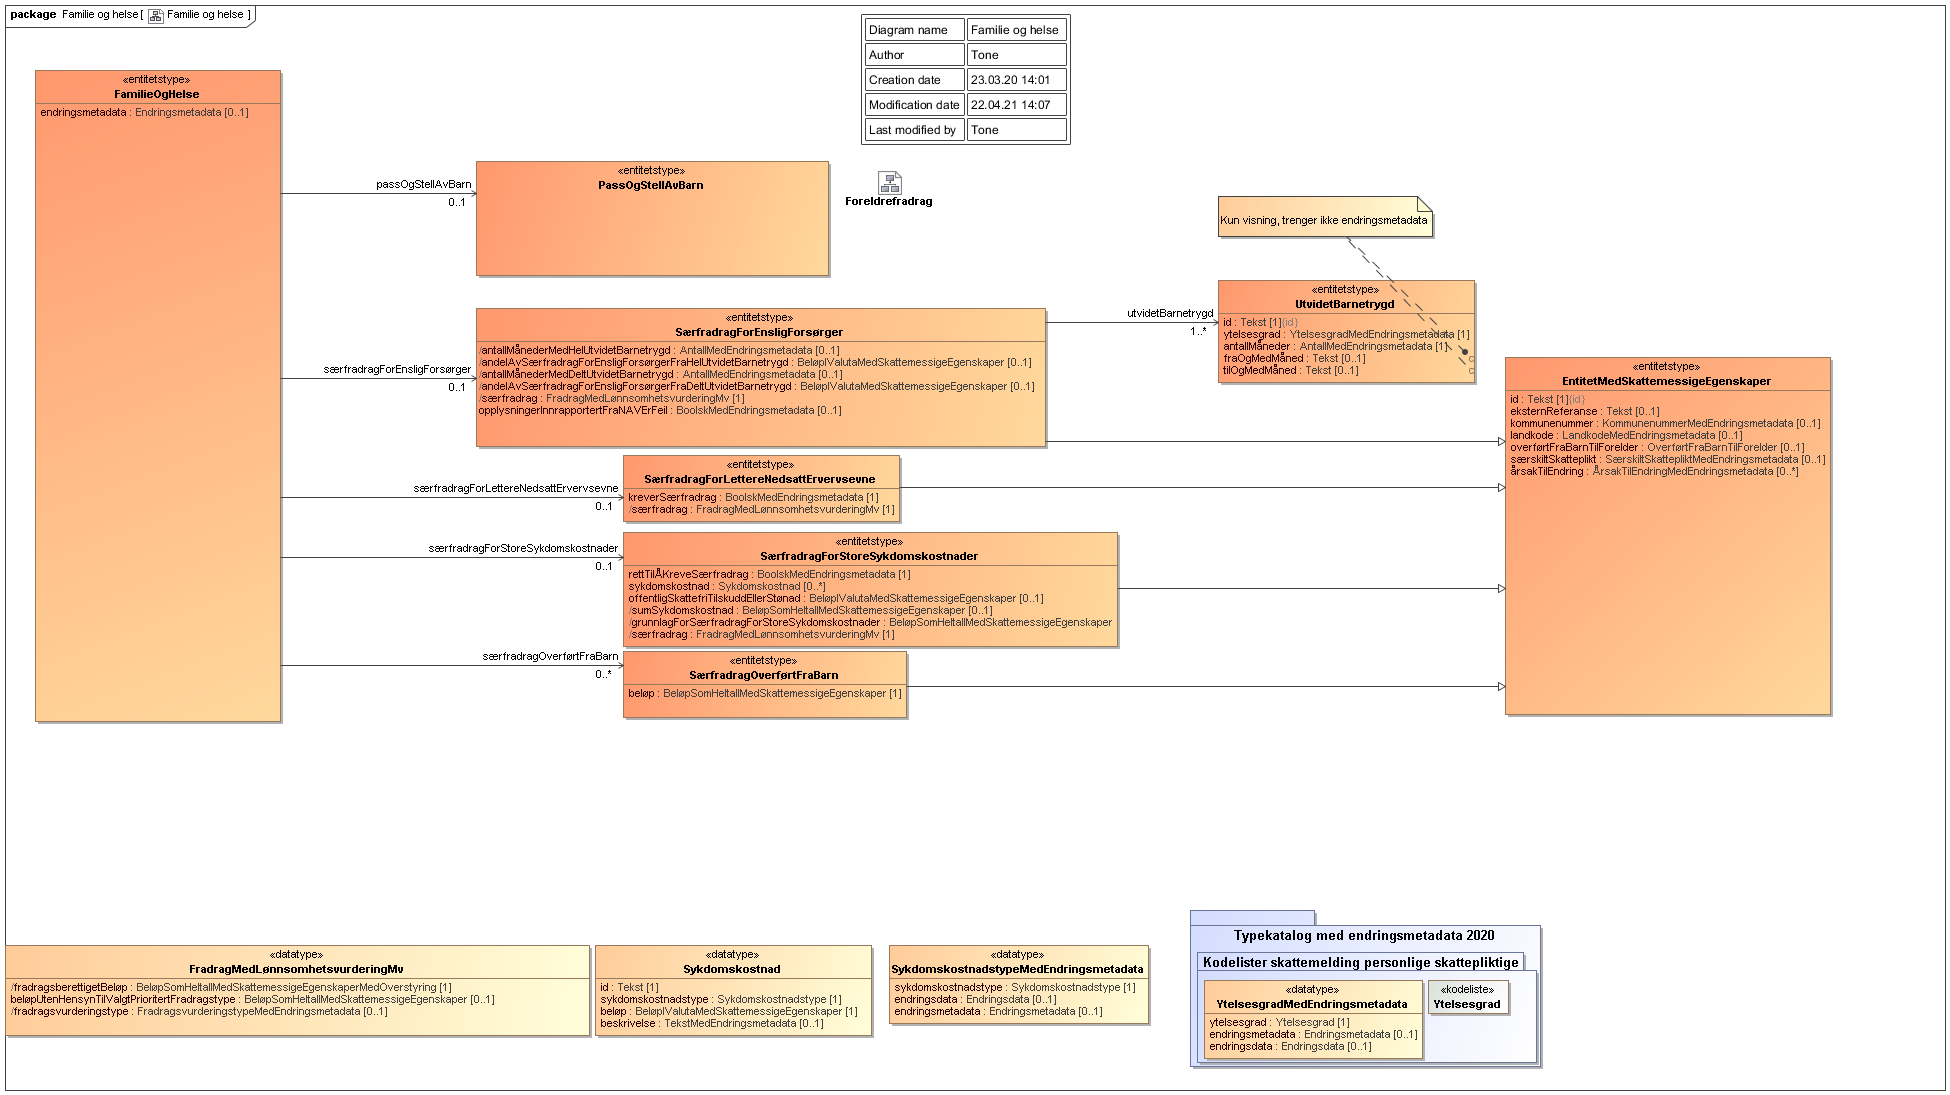 package Familie og helse [ Familie og helse ]
Diagram name Familie og helse
Author Tone
Creation date 23.03.20 14:01
Modification date 22.04.21 14:07
Last modified by Tone
«entitetstype»
FamilieOgHelse
endringsmetadata : Endringsmetadata [0..1]
passOgStellAvBarn
0..1
«entitetstype»
PassOgStellAvBarn
Foreldrefradrag
Kun visning, trenger ikke endringsmetadata
særfradragForEnsligForsørger
0..1
«entitetstype»
SærfradragForEnsligForsørger
/antallMånederMedHelUtvidetBarnetrygd : AntallMedEndringsmetadata [0..1]
/andelAvSærfradragForEnsligForsørgerFraHelUtvidetBarnetrygd : BeløpIValutaMedSkattemessigeEgenskaper [0..1]
/antallMånederMedDeltUtvidetBarnetrygd : AntallMedEndringsmetadata [0..1]
/andelAvSærfradragForEnsligForsørgerFraDeltUtvidetBarnetrygd : BeløpIValutaMedSkattemessigeEgenskaper [0..1]
/særfradrag : FradragMedLønnsomhetsvurderingMv [1]
opplysningerInnrapportertFraNAVErFeil : BoolskMedEndringsmetadata [0..1]
utvidetBarnetrygd
1..*
«entitetstype»
UtvidetBarnetrygd
id : Tekst [1]{id}
ytelsesgrad : YtelsesgradMedEndringsmetadata [1]
antallMåneder : AntallMedEndringsmetadata [1]
fraOgMedMåned : Tekst [0..1]
tilOgMedMåned : Tekst [0..1]
«entitetstype»
EntitetMedSkattemessigeEgenskaper
id : Tekst [1]{id}
eksternReferanse : Tekst [0..1]
kommunenummer : KommunenummerMedEndringsmetadata [0..1]
landkode : LandkodeMedEndringsmetadata [0..1]
overførtFraBarnTilForelder : OverførtFraBarnTilForelder [0..1]
særskiltSkatteplikt : SærskiltSkattepliktMedEndringsmetadata [0..1]
årsakTilEndring : ÅrsakTilEndringMedEndringsmetadata [0..*]
særfradragForLettereNedsattErvervsevne
0..1
«entitetstype»
SærfradragForLettereNedsattErvervsevne
kreverSærfradrag : BoolskMedEndringsmetadata [1]
/særfradrag : FradragMedLønnsomhetsvurderingMv [1]
særfradragForStoreSykdomskostnader
0..1
«entitetstype»
SærfradragForStoreSykdomskostnader
rettTilÅKreveSærfradrag : BoolskMedEndringsmetadata [1]
sykdomskostnad : Sykdomskostnad [0..*]
offentligSkattefriTilskuddEllerStønad : BeløpIValutaMedSkattemessigeEgenskaper [0..1]
/sumSykdomskostnad : BeløpSomHeltallMedSkattemessigeEgenskaper [0..1]
/grunnlagForSærfradragForStoreSykdomskostnader : BeløpSomHeltallMedSkattemessigeEgenskaper
/særfradrag : FradragMedLønnsomhetsvurderingMv [1]
særfradragOverførtFraBarn
0..*
«entitetstype»
SærfradragOverførtFraBarn
beløp : BeløpSomHeltallMedSkattemessigeEgenskaper [1]
«datatype»
FradragMedLønnsomhetsvurderingMv
/fradragsberettigetBeløp : BeløpSomHeltallMedSkattemessigeEgenskaperMedOverstyring [1]
beløpUtenHensynTilValgtPrioritertFradragstype : BeløpSomHeltallMedSkattemessigeEgenskaper [0..1]
/fradragsvurderingstype : FradragsvurderingstypeMedEndringsmetadata [0..1]
«datatype»
Sykdomskostnad
id : Tekst [1]
sykdomskostnadstype : Sykdomskostnadstype [1]
beløp : BeløpIValutaMedSkattemessigeEgenskaper [1]
beskrivelse : TekstMedEndringsmetadata [0..1]
«datatype»
SykdomskostnadstypeMedEndringsmetadata
sykdomskostnadstype : Sykdomskostnadstype [1]
endringsdata : Endringsdata [0..1]
endringsmetadata : Endringsmetadata [0..1]
Typekatalog med endringsmetadata 2020
Kodelister skattemelding personlige skattepliktige
«datatype»
YtelsesgradMedEndringsmetadata
ytelsesgrad : Ytelsesgrad [1]
endringsmetadata : Endringsmetadata [0..1]
endringsdata : Endringsdata [0..1]
«kodeliste»
Ytelsesgrad